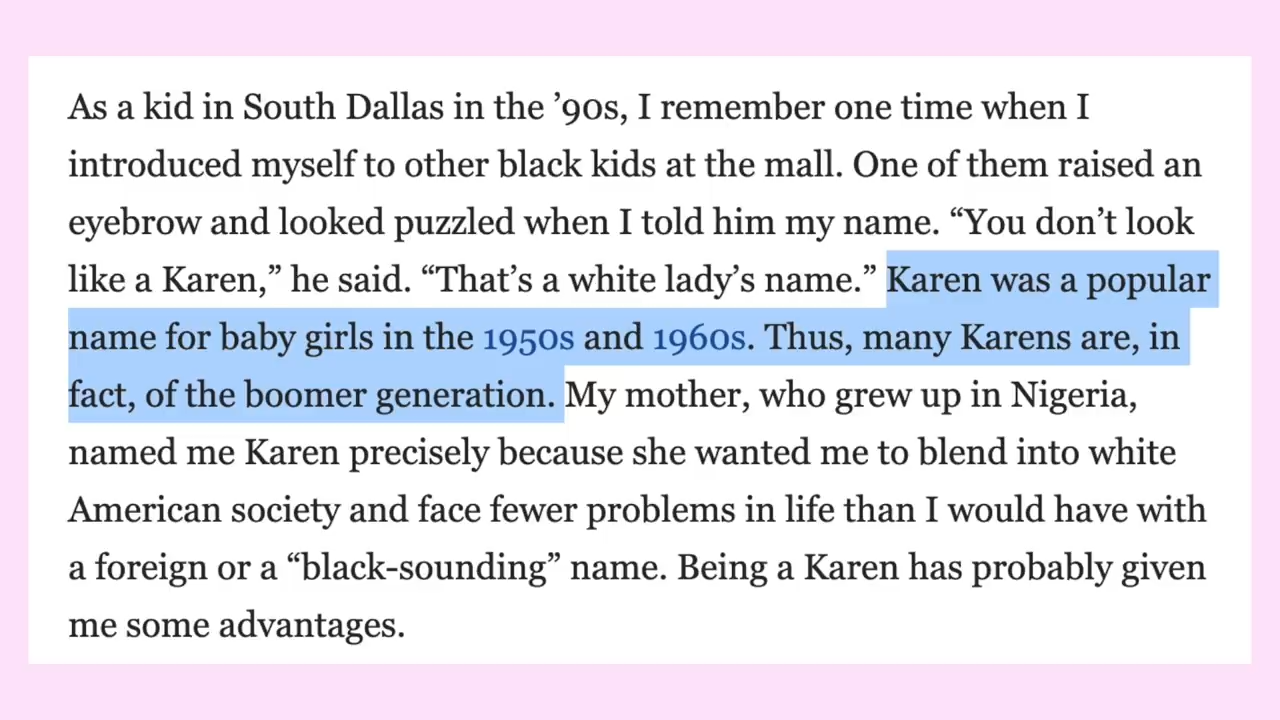 As a kid in South Dallas in the ’90s, I remember one time when I
introduced myself to other black kids at the mall. One of them raised an
eyebrow and looked puzzled when I told him my name. “You don’t look
like a Karen,” he said. “That’s a white lady’s name.” Karen was a popular
name for baby girls in the 1950s and 1960s. Thus, many Karens are, in
fact, of the boomer generation. My mother, who grew up in Nigeria,
named me Karen precisely because she wanted me to blend into white
American society and face fewer problems in life than I would have with
a foreign or a “black-sounding” name. Being a Karen has probably given
me some advantages.